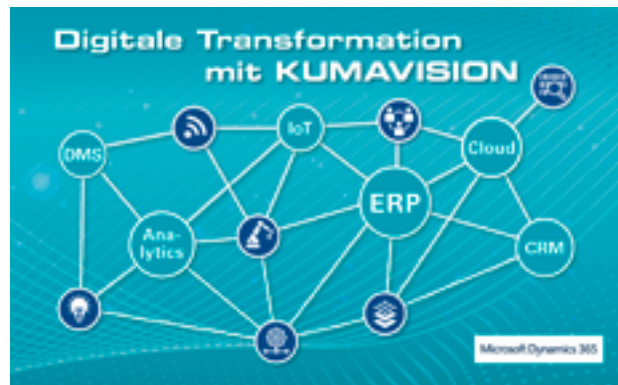 Digitale Transformation
mit KUMAVISION
DMS
IoT
Cloud
ERP
Ana-
lytics
CRM
Microsoft Dynamics 365